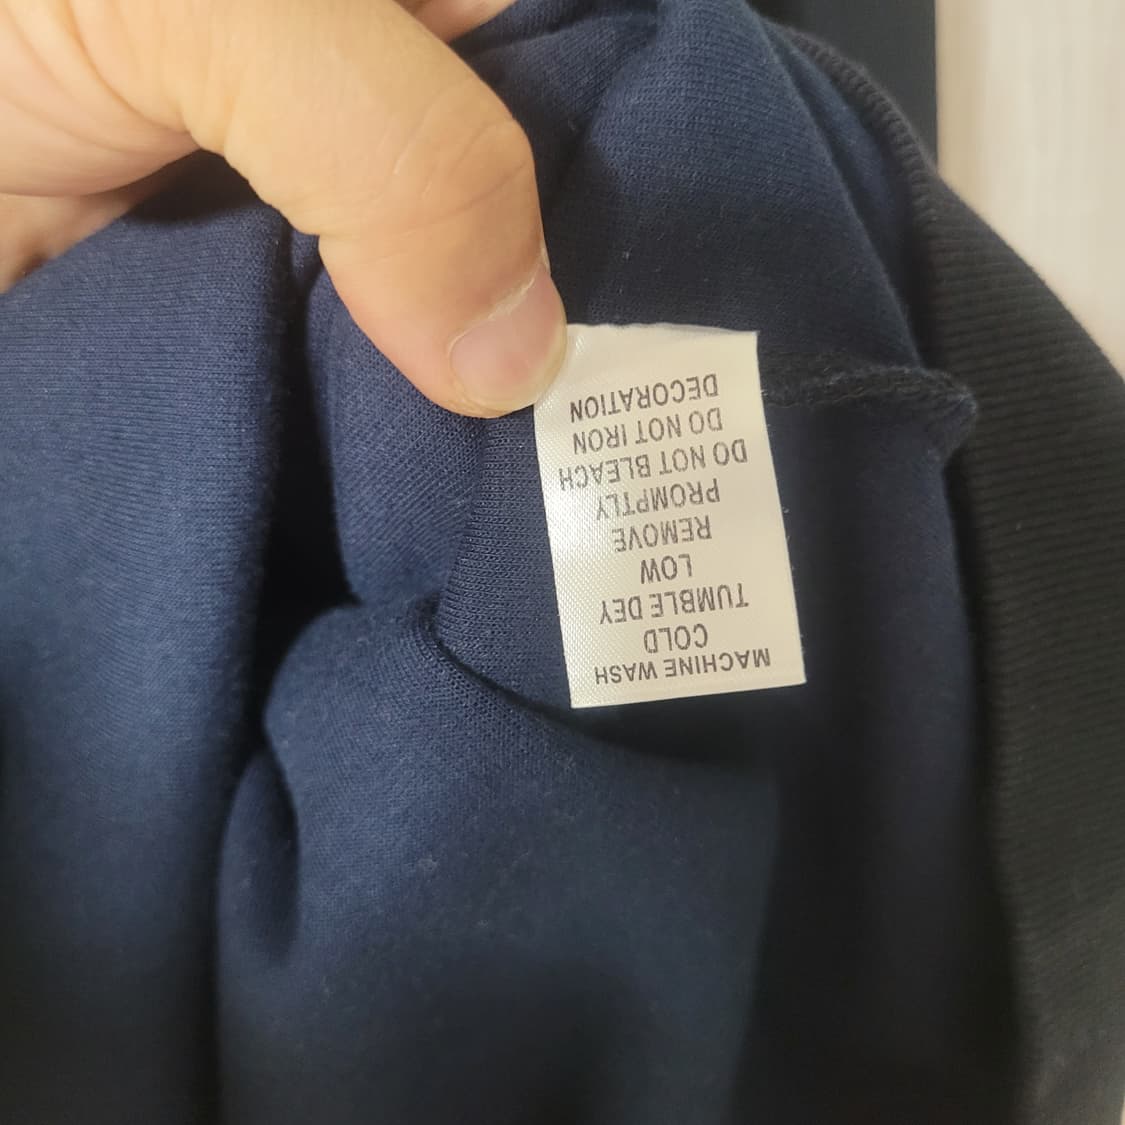 MACHINE WASH
COLD
TUMBLE DEY
LOW
REMOVE
PROMPTLY
DO NOT BLEACH
DO NOT IRON
DECORATION